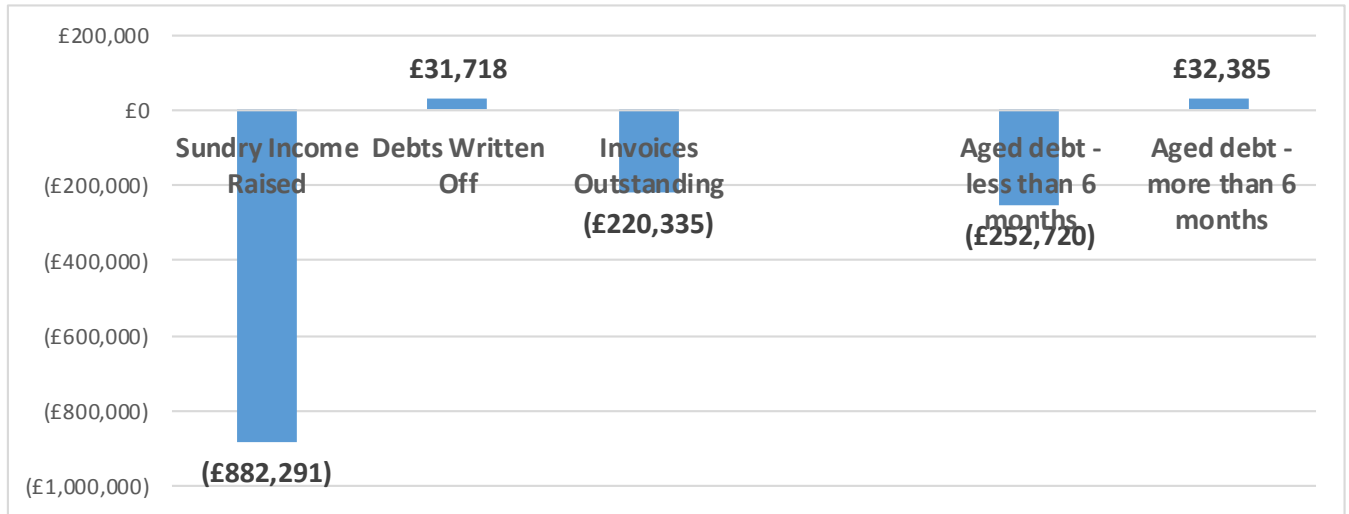 £200,000
£0
(£200,000)
(£400,000)
(£600,000)
(£800,000)
(£1,000,000)
£31,718
£32,385
Sundry Income
Raised
Debts Written
Off
Invoices
Outstanding
Aged debt -
less than 6
months
Aged debt -
more than 6
months
(£220,335)
(£252,720)
(£882,291)